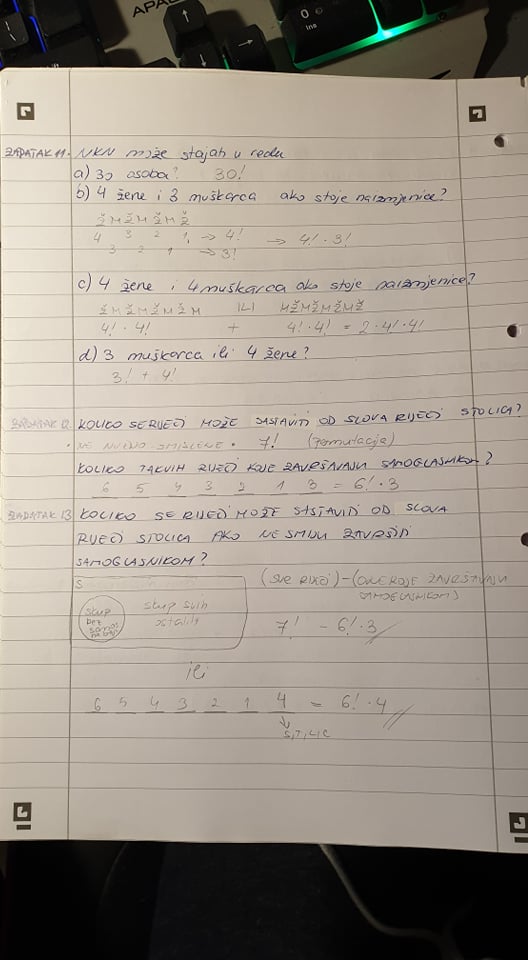 0
Ins
ZADATAK 11. NKN može stajati u redu
a) 30 osoba? 30!
b) 4 žene i 3 muškarca ako stoje naizmjenice?
Ž M Ž M Ž M Ž
4 3 2 1 → 4! → 4! · 3!
3 2 1 → 3!
c) 4 žene i 4 muškarca ako stoje naizmjenice?
Ž M Ž M Ž M Ž M ILI M Ž M Ž M Ž M Ž
4! · 4! + 4! · 4! = 2 · 4! · 4!
d) 3 muškarca ili 4 žene?
3! + 4!
ZADATAK 12. KOLIKO SE RIJEČI MOŽE SASTAVITI OD SLOVA RIJEČI STOLICA?
• NE NUŽNO SMISLENE • 7! (permutacije)
KOLIKO TAKVIH RIJEČI KOJE ZAVRŠAVAJU SAMOGLASNIKOM?
6 5 4 3 2 1 3 = 6! · 3
ZADATAK 13 KOLIKO SE RIJEČI MOŽE SASTAVITI OD SLOVA
RIJEČI STOLICA AKO NE SMIJU ZAVRŠITI
SAMOGLASNIKOM?
S
(SVE RIJEČI) - (ONE KOJE ZAVRŠAVAJU
SAMOGLASNIKOM)
skup
bez
samog.
na kraju
skup svih
ostalih
7! - 6! · 3
ili
6 5 4 3 2 1 4 = 6! · 4
S, T, L, C